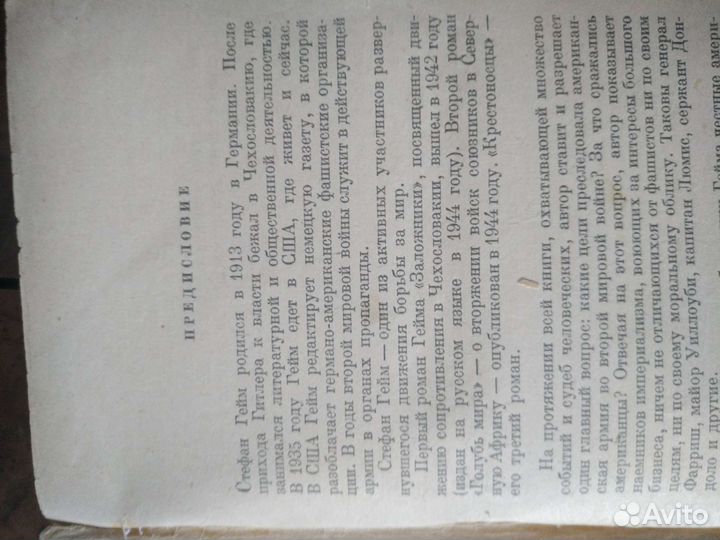 ПРЕДИСЛОВИЕ
Стефан Гейм родился в 1913 году в Германии. После
прихода Гитлера к власти бежал в Чехословакию, где
занимался литературной и общественной деятельностью.
В 1935 году Гейм едет в США, где живет и сейчас.
В США Гейм редактирует немецкую газету, в которой
разоблачает германо-американские фашистские организа-
ции. В годы второй мировой войны служит в действующей
армии в органах пропаганды.
Стефан Гейм — один из активных участников развер-
нувшегося движения борьбы за мир.
Первый роман Гейма «Заложники», посвященный дви-
жению сопротивления в Чехословакии, вышел в 1942 году
(издан на русском языке в 1944 году). Второй роман
«Голубь мира» — о вторжении войск союзников в Север-
ную Африку — опубликован в 1944 году. «Крестоносцы» —
его третий роман.
На протяжении всей книги, охватывающей множество
событий и судеб человеческих, автор ставит и разрешает
один главный вопрос: какие цели преследовала американ-
ская армия во второй мировой войне? За что сражались
американцы? Отвечая на этот вопрос, автор показывает
наемников империализма, воюющих за интересы большого
бизнеса, ничем не отличающихся от фашистов ни по своим
целям, ни по своему моральному облику. Таковы генерал
Фарриш, майор Уиллоуби, капитан Люмис, сержант Дон-
доло и другие.
Гейма честные амери-
Avito